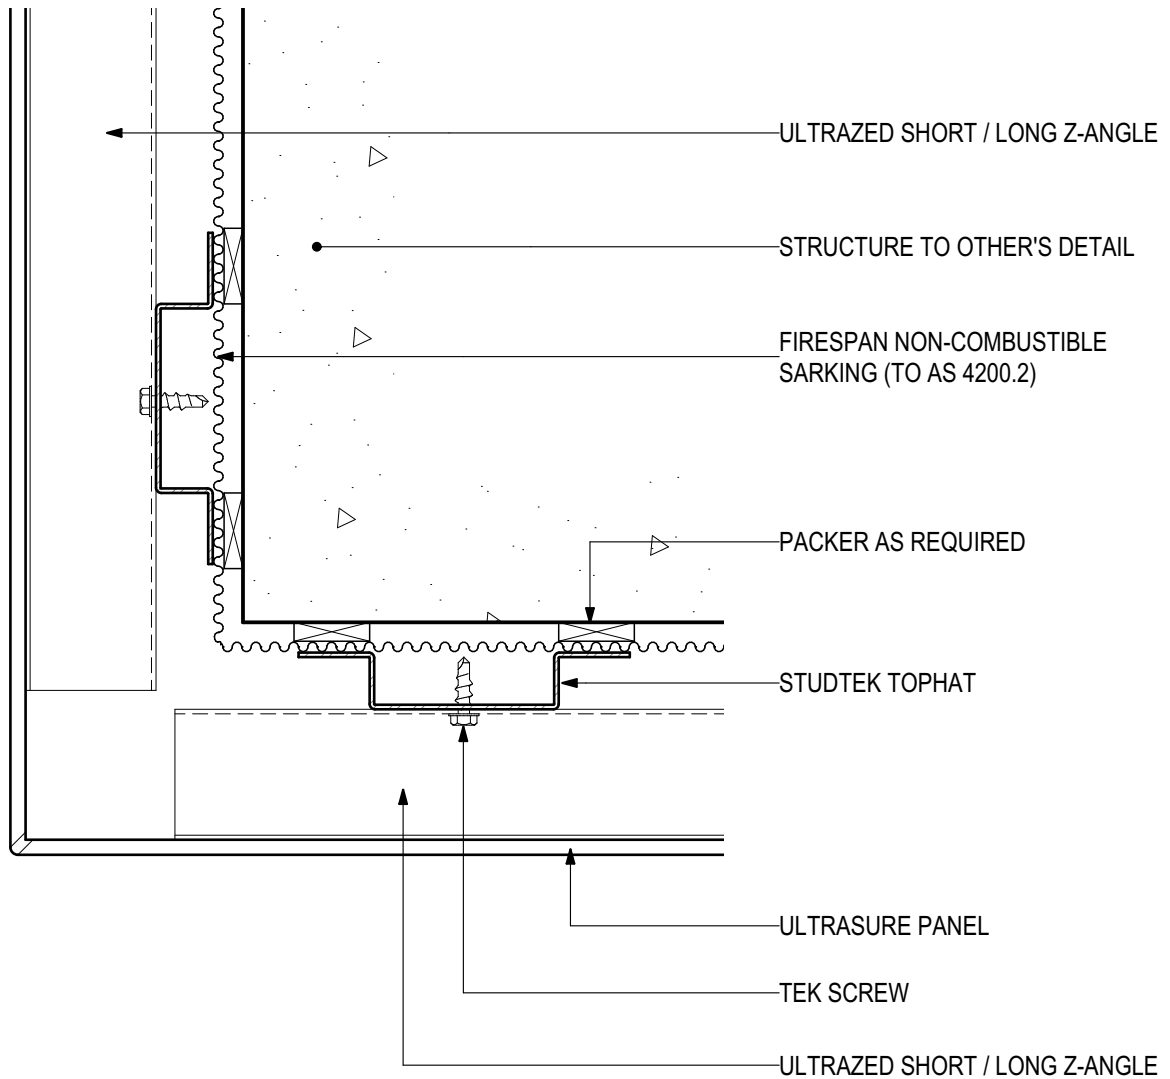 ULTRAZED SHORT / LONG Z-ANGLE
STRUCTURE TO OTHER'S DETAIL
FIRESPAN NON-COMBUSTIBLE
SARKING (TO AS 4200.2)
PACKER AS REQUIRED
STUDTEK TOPHAT
ULTRASURE PANEL
TEK SCREW
ULTRAZED SHORT / LONG Z-ANGLE